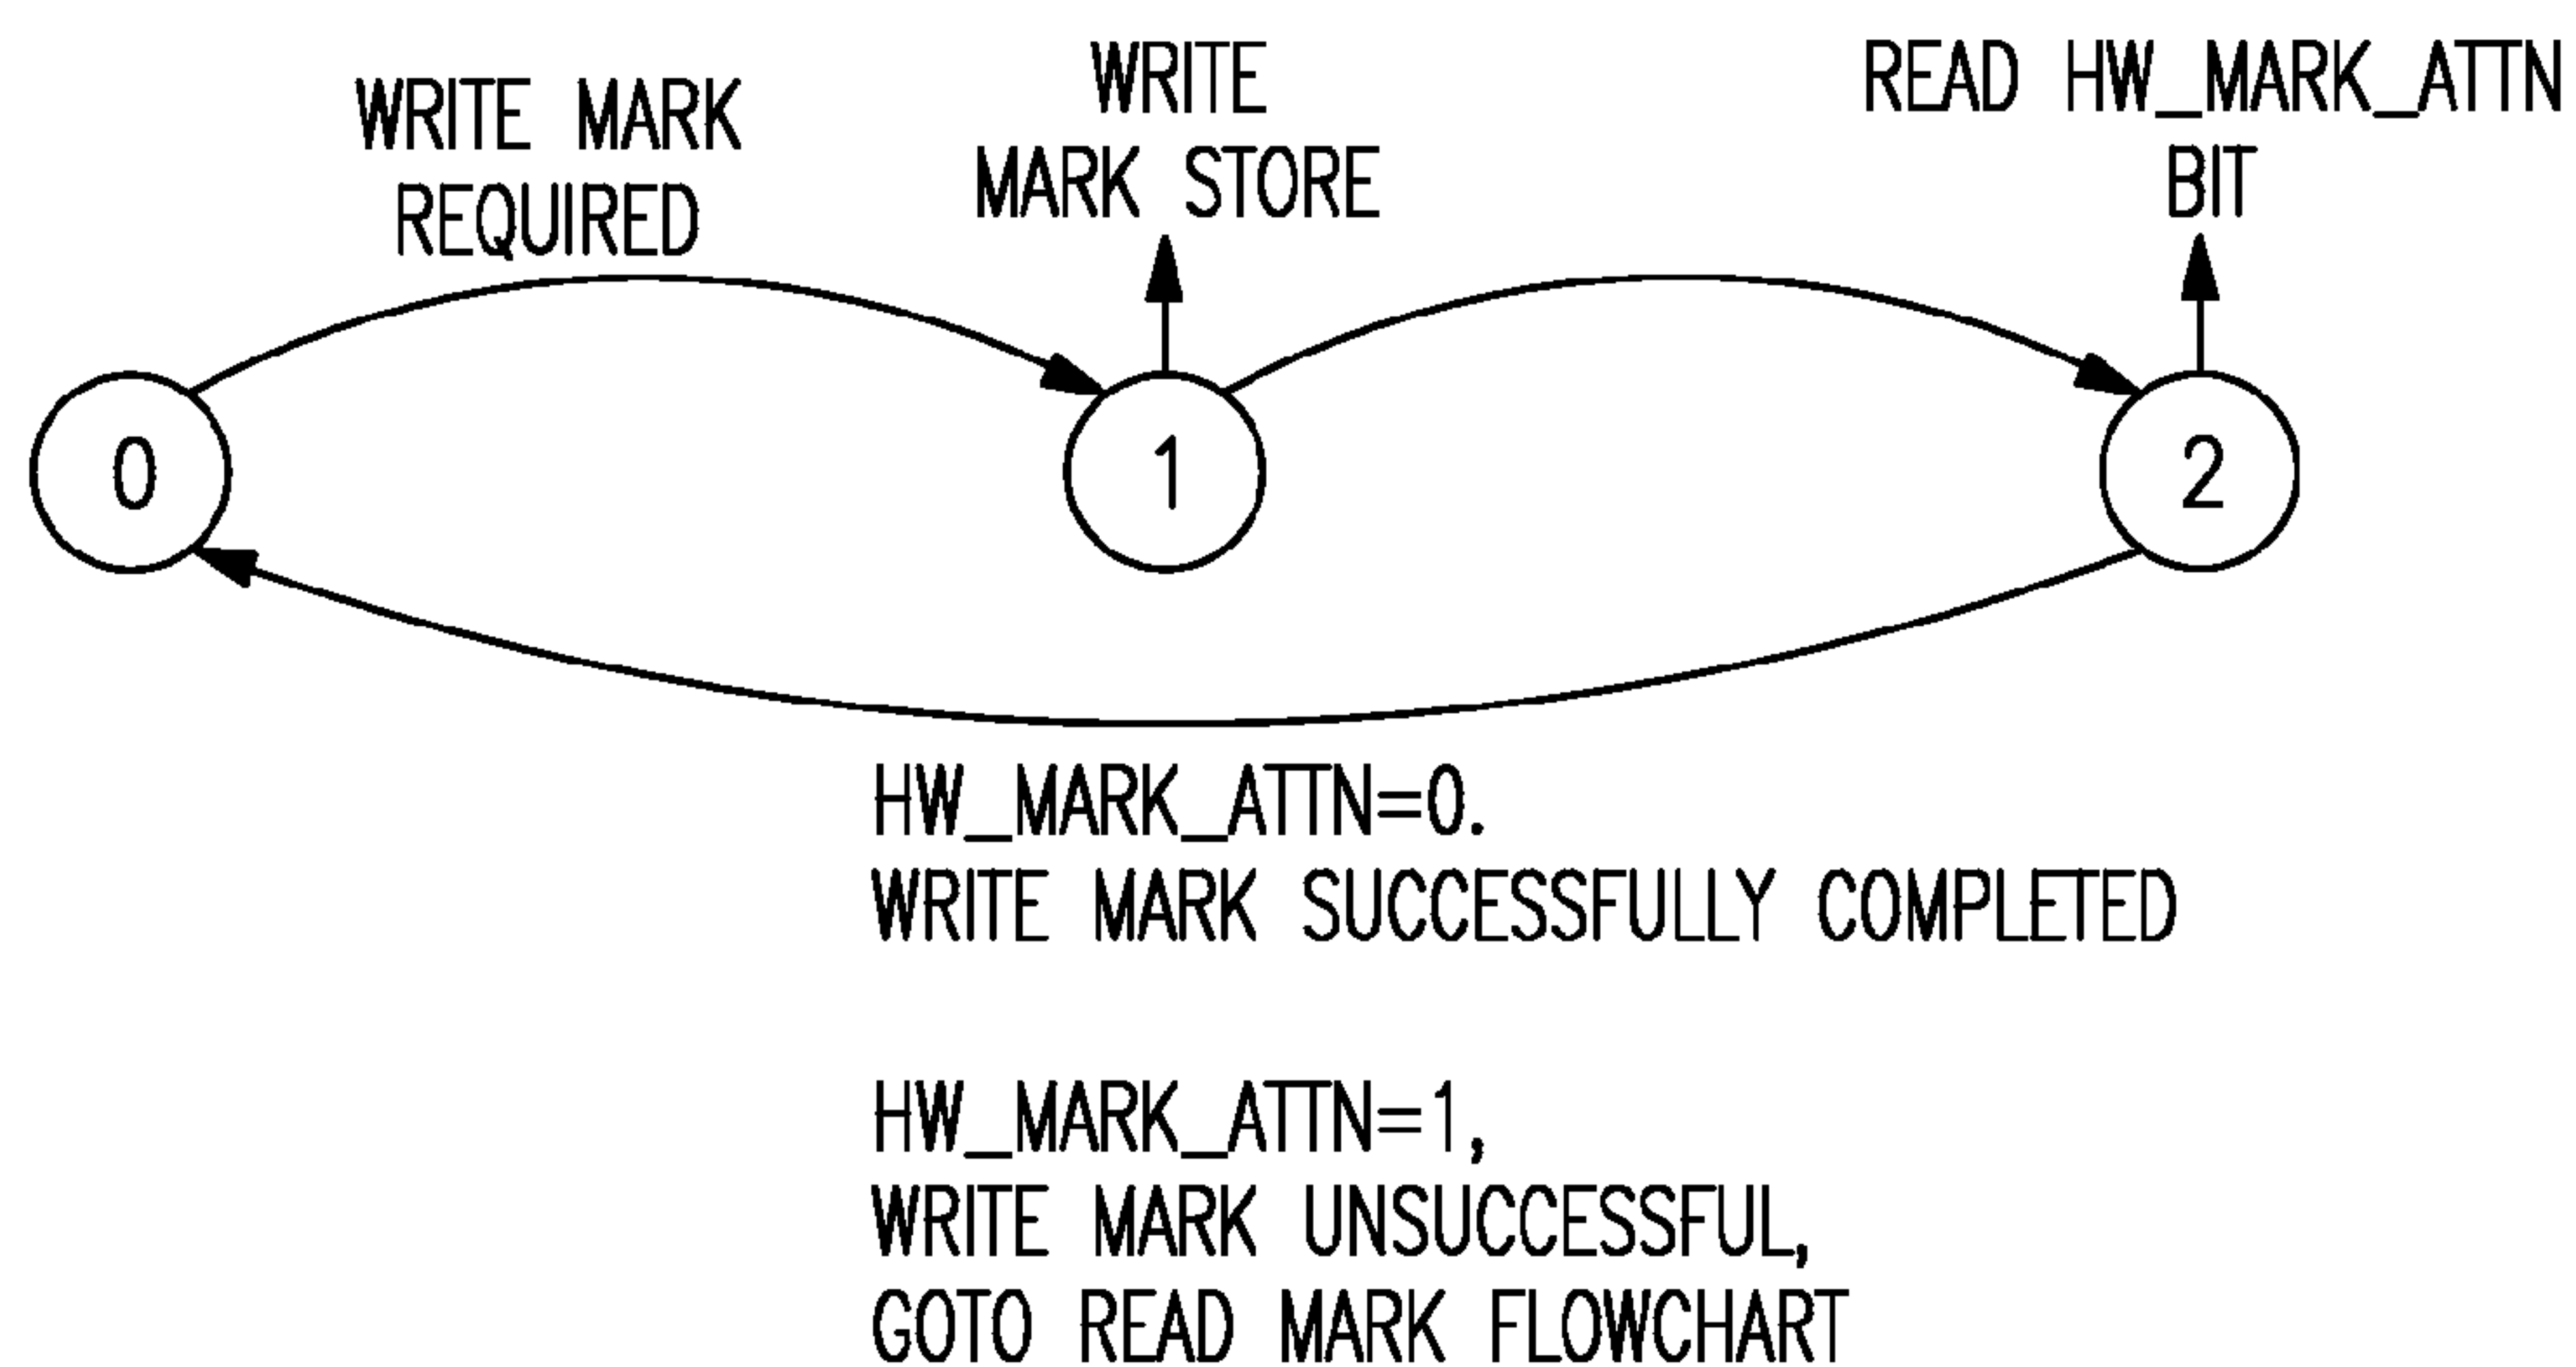 WRITE MARK
REQUIRED
WRITE
MARK STORE
READ HW_MARK_ATTN
BIT
0
1
2
HW_MARK_ATTN=0.
WRITE MARK SUCCESSFULLY COMPLETED
HW_MARK_ATTN=1,
WRITE MARK UNSUCCESSFUL,
GOTO READ MARK FLOWCHART